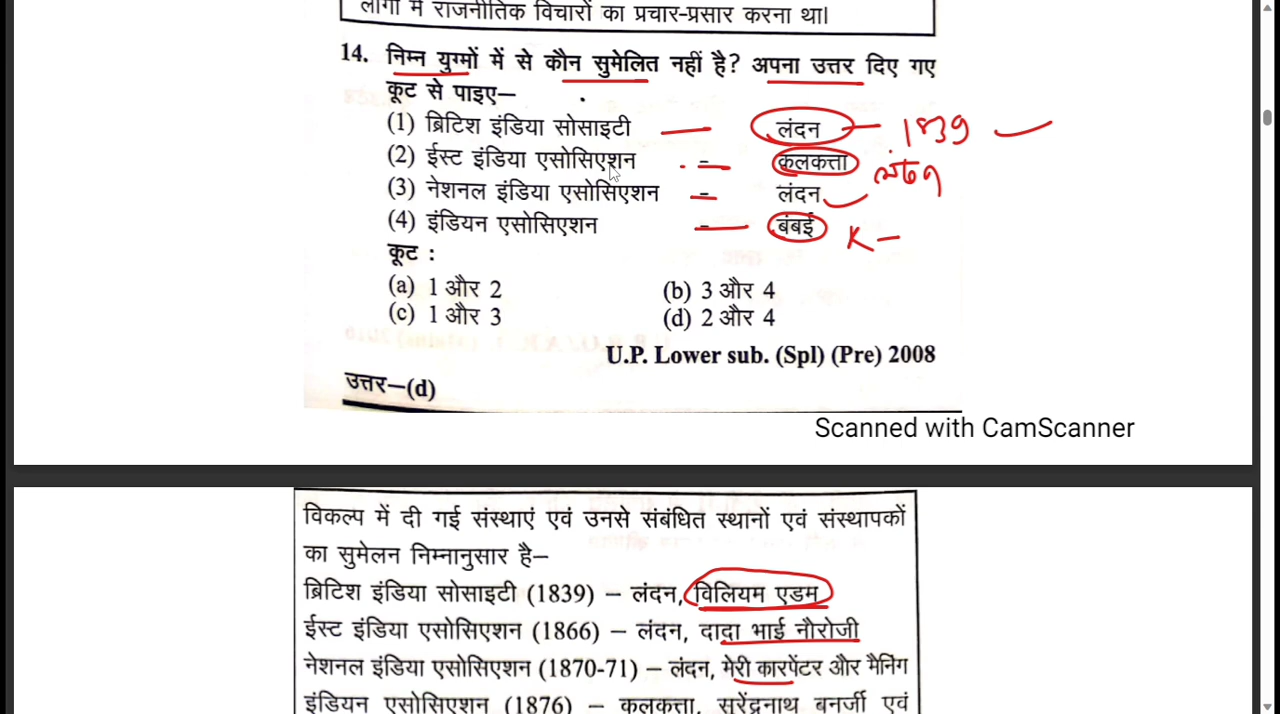 लोगों में राजनीतिक विचारों का प्रचार-प्रसार करना था।
14. निम्न युग्मों में से कौन सुमेलित नहीं है? अपना उत्तर दिए गए
कूट से पाइए–
(1) ब्रिटिश इंडिया सोसाइटी — लंदन — 1839
(2) ईस्ट इंडिया एसोसिएशन - कलकत्ता
(3) नेशनल इंडिया एसोसिएशन - लंदन
(4) इंडियन एसोसिएशन - बंबई K –
कूट :
(a) 1 और 2 (b) 3 और 4
(c) 1 और 3 (d) 2 और 4
U.P. Lower sub. (Spl) (Pre) 2008
उत्तर–(d)
Scanned with CamScanner
विकल्प में दी गई संस्थाएं एवं उनसे संबंधित स्थानों एवं संस्थापकों
का सुमेलन निम्नानुसार है–
ब्रिटिश इंडिया सोसाइटी (1839) – लंदन, विलियम एडम
ईस्ट इंडिया एसोसिएशन (1866) – लंदन, दादा भाई नौरोजी
नेशनल इंडिया एसोसिएशन (1870-71) – लंदन, मेरी कारपेंटर और मैनिंग
इंडियन एसोसिएशन (1876) – कलकत्ता, सुरेंद्रनाथ बनर्जी एवं